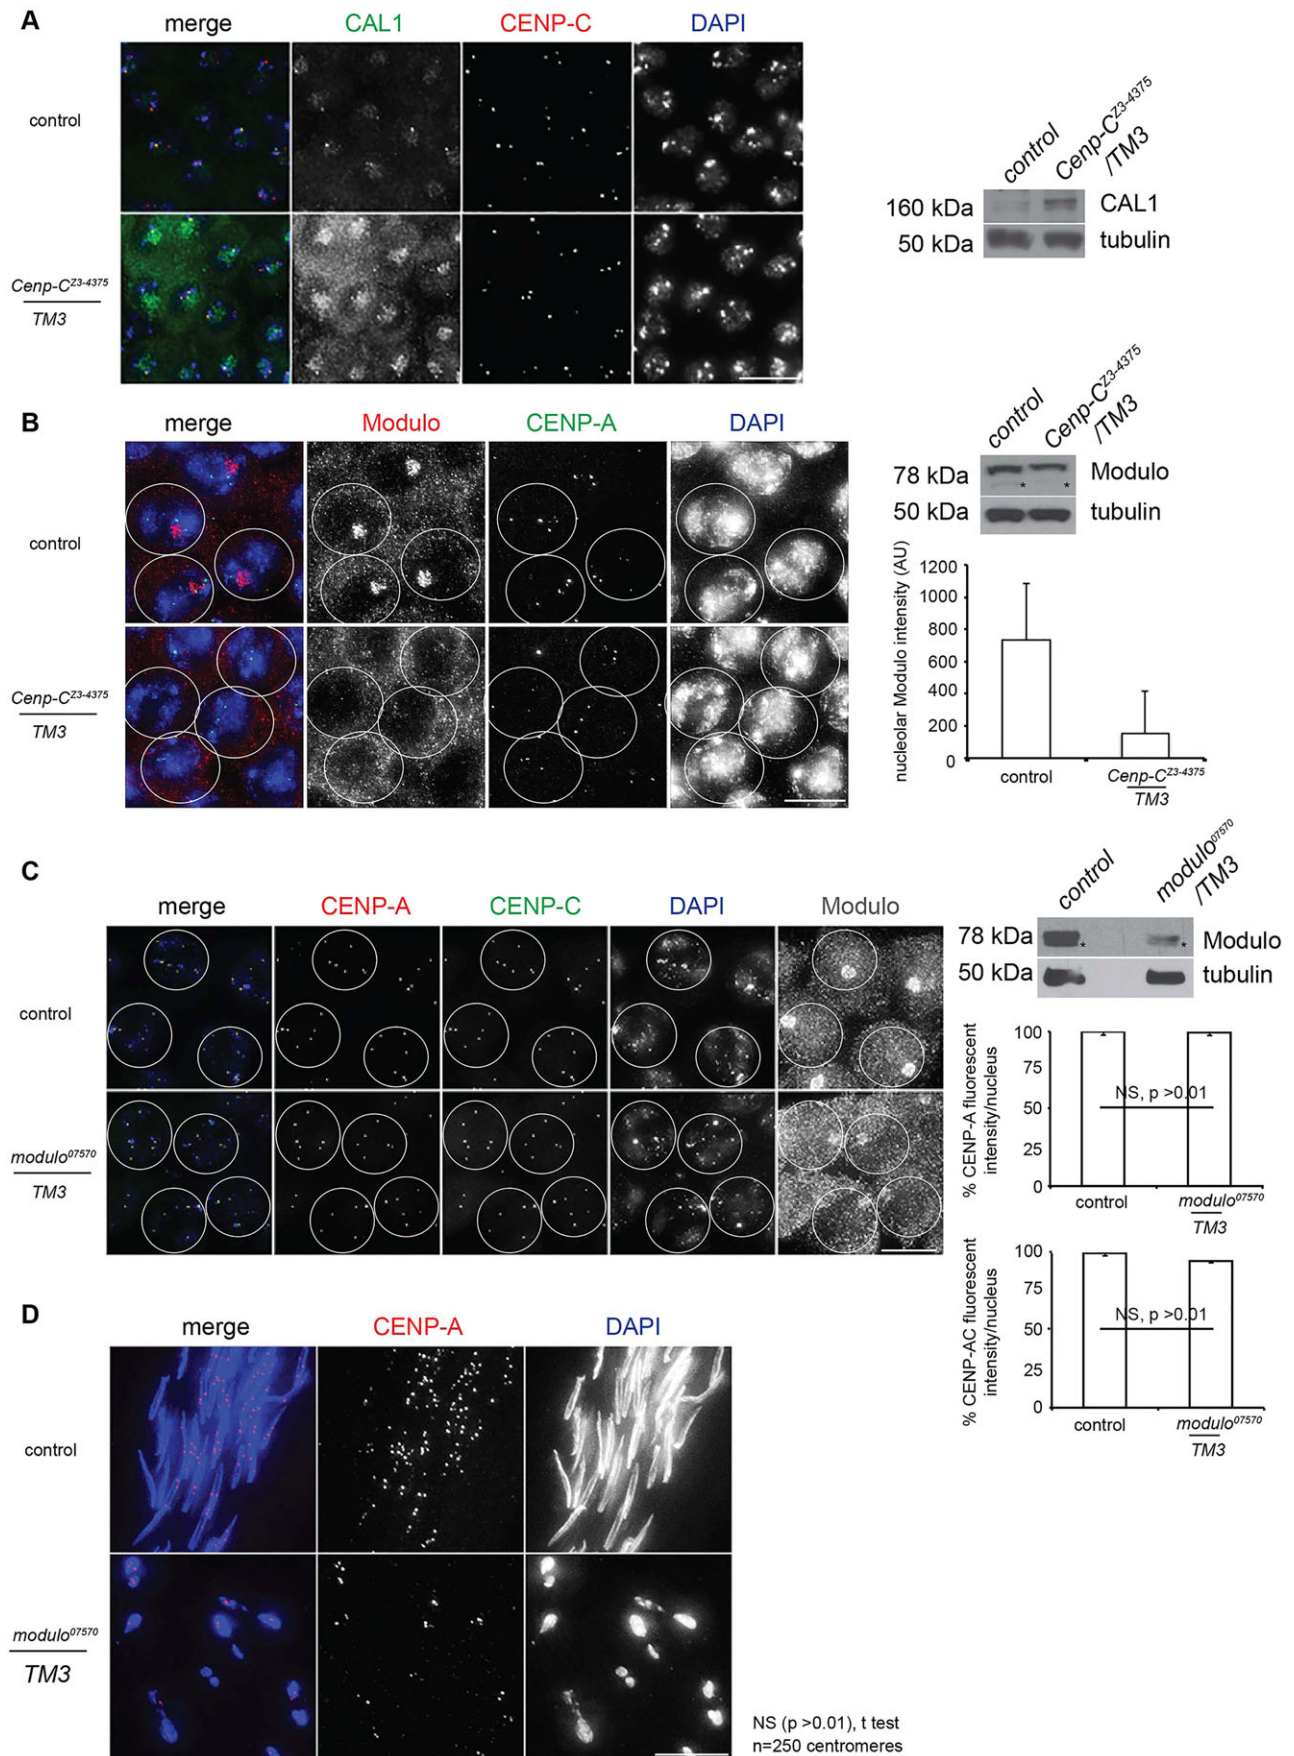 A
merge
CAL1
CENP-C
DAPI
control
Cenp-C^Z3-4375
TM3
control
Cenp-C^Z3-4375
/TM3
160 kDa
CAL1
50 kDa
tubulin
B
merge
Modulo
CENP-A
DAPI
control
Cenp-C^Z3-4375
TM3
control
Cenp-C^Z3-4375
/TM3
78 kDa
* *
Modulo
50 kDa
tubulin
nucleolar Modulo intensity (AU)
1200
1000
800
600
400
200
0
control
Cenp-C^Z3-4375
TM3
C
merge
CENP-A
CENP-C
DAPI
Modulo
control
modulo^07570
TM3
control
modulo^07570
/TM3
78 kDa
* *
Modulo
50 kDa
tubulin
% CENP-A fluorescent
intensity/nucleus
100
75
50
25
0
NS, p >0.01
control
modulo^07570
TM3
% CENP-AC fluorescent
intensity/nucleus
100
75
50
25
0
NS, p >0.01
control
modulo^07570
TM3
D
merge
CENP-A
DAPI
control
modulo^07570
TM3
NS (p >0.01), t test
n=250 centromeres